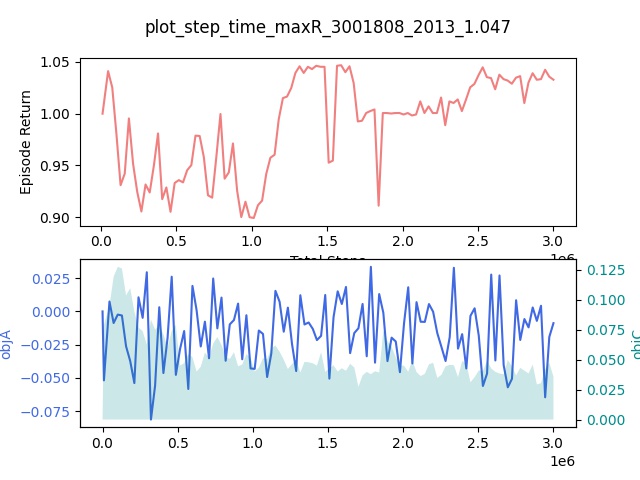 plot_step_time_maxR_3001808_2013_1.047
1.05
1.00
0.95
0.90
Episode Return
0.0 0.5 1.0 1.5 2.0 2.5 3.0
Total Steps
1e6
0.025
0.000
−0.025
−0.050
−0.075
objA
0.125
0.100
0.075
0.050
0.025
0.000
objC
0.0 0.5 1.0 1.5 2.0 2.5 3.0
1e6